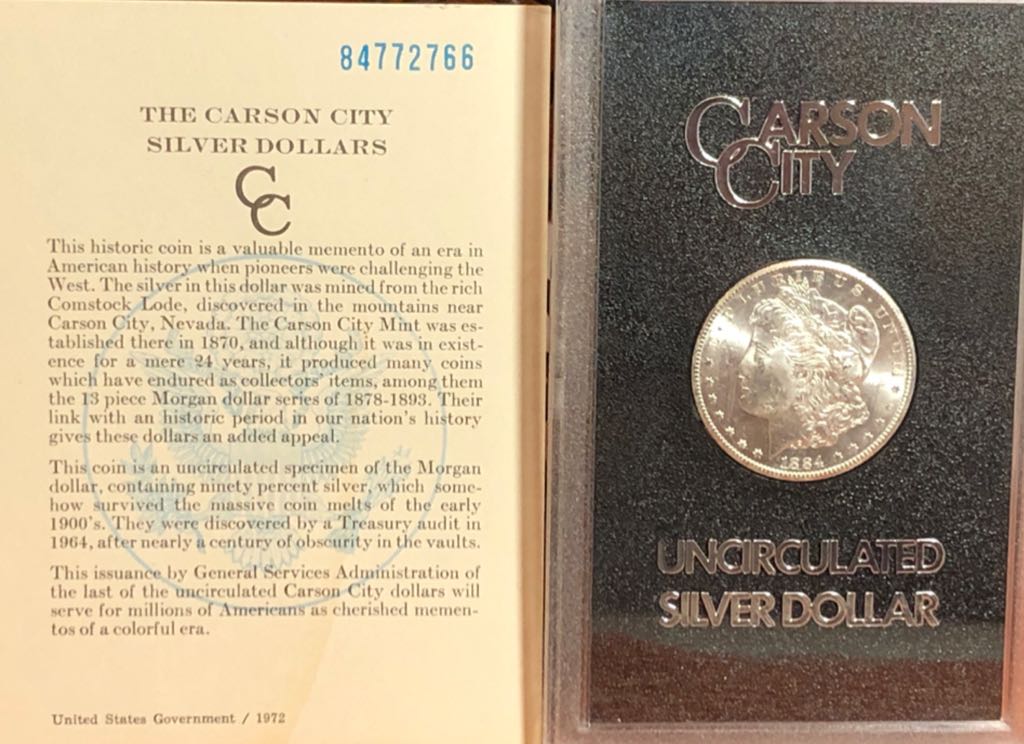 84772766
THE CARSON CITY
SILVER DOLLARS
CC
This historic coin is a valuable memento of an era in
American history when pioneers were challenging the
West. The silver in this dollar was mined from the rich
Comstock Lode, discovered in the mountains near
Carson City, Nevada. The Carson City Mint was es-
tablished there in 1870, and although it was in exist-
ence for a mere 24 years, it produced many coins
which have endured as collectors' items, among them
the 13 piece Morgan dollar series of 1878-1893. Their
link with an historic period in our nation's history
gives these dollars an added appeal.
This coin is an uncirculated specimen of the Morgan
dollar, containing ninety percent silver, which some-
how survived the massive coin melts of the early
1900's. They were discovered by a Treasury audit in
1964, after nearly a century of obscurity in the vaults.
This issuance by General Services Administration of
the last of the uncirculated Carson City dollars will
serve for millions of Americans as cherished memen-
tos of a colorful era.
United States Government / 1972
CARSON
CITY
1884
UNCIRCULATED
SILVER DOLLAR